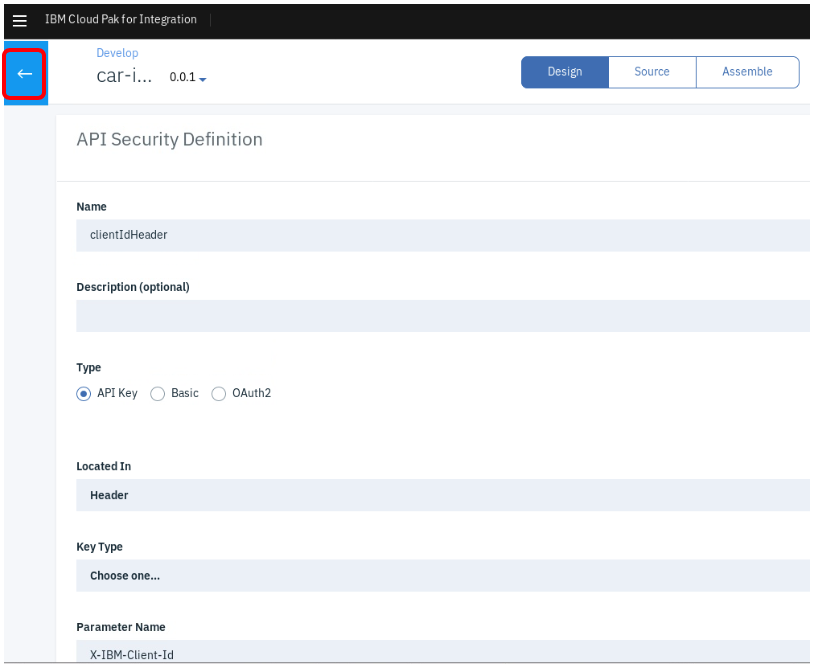 IBM Cloud Pak for Integration
Develop
car-i...
0.0.1
Design
Source
Assemble
API Security Definition
Name
clientIdHeader
Description (optional)
Type
API Key
Basic
OAuth2
Located In
Header
Key Type
Choose one...
Parameter Name
X-IBM-Client-Id